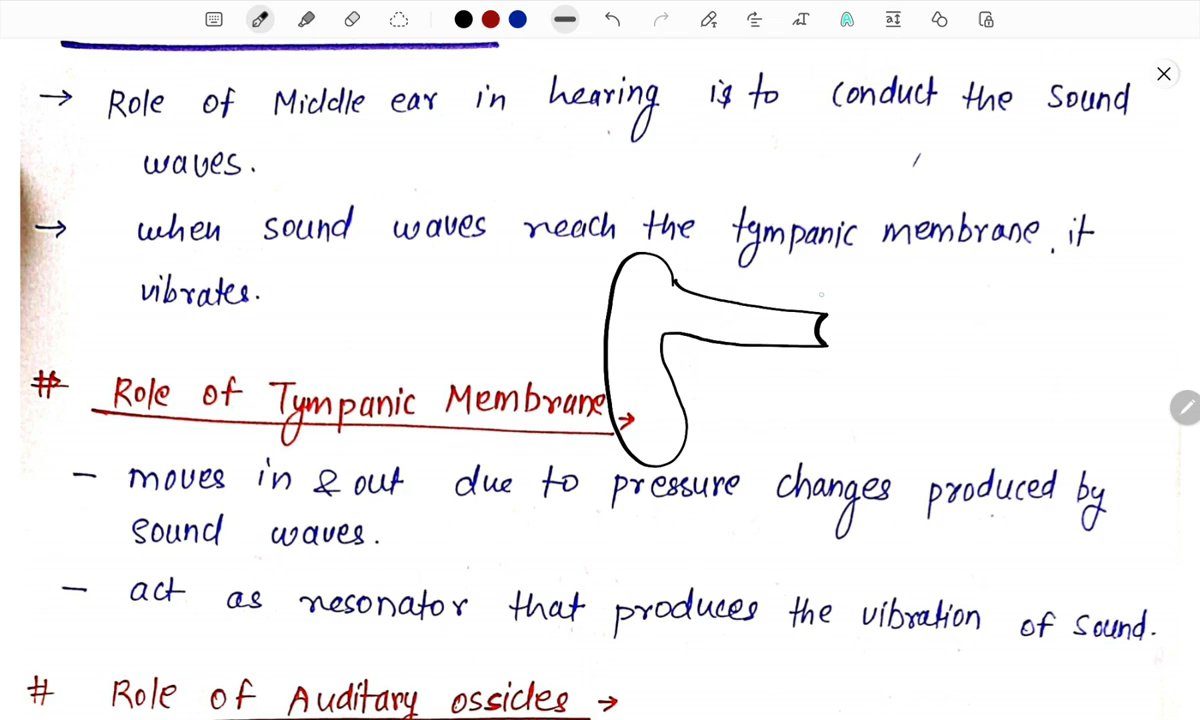 → Role of Middle ear in hearing is to conduct the sound
waves.
→ when sound waves reach the tympanic membrane, it
vibrates.
# Role of Tympanic Membrane →
- moves in & out due to pressure changes produced by
sound waves.
- act as resonator that produces the vibration of sound.
# Role of Auditary ossicles →